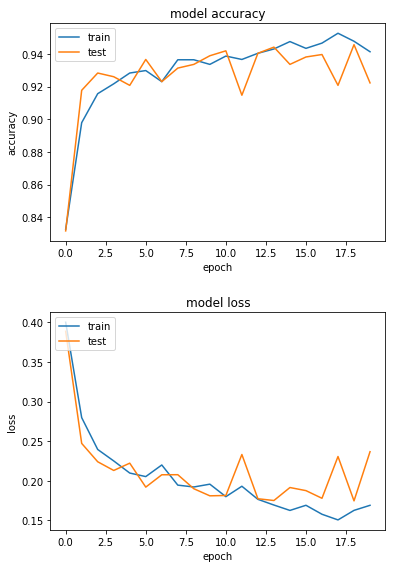 model accuracy
train
test
0.94
0.92
0.90
0.88
0.86
0.84
accuracy
0.0 2.5 5.0 7.5 10.0 12.5 15.0 17.5
epoch
model loss
train
test
0.40
0.35
0.30
0.25
0.20
0.15
loss
0.0 2.5 5.0 7.5 10.0 12.5 15.0 17.5
epoch